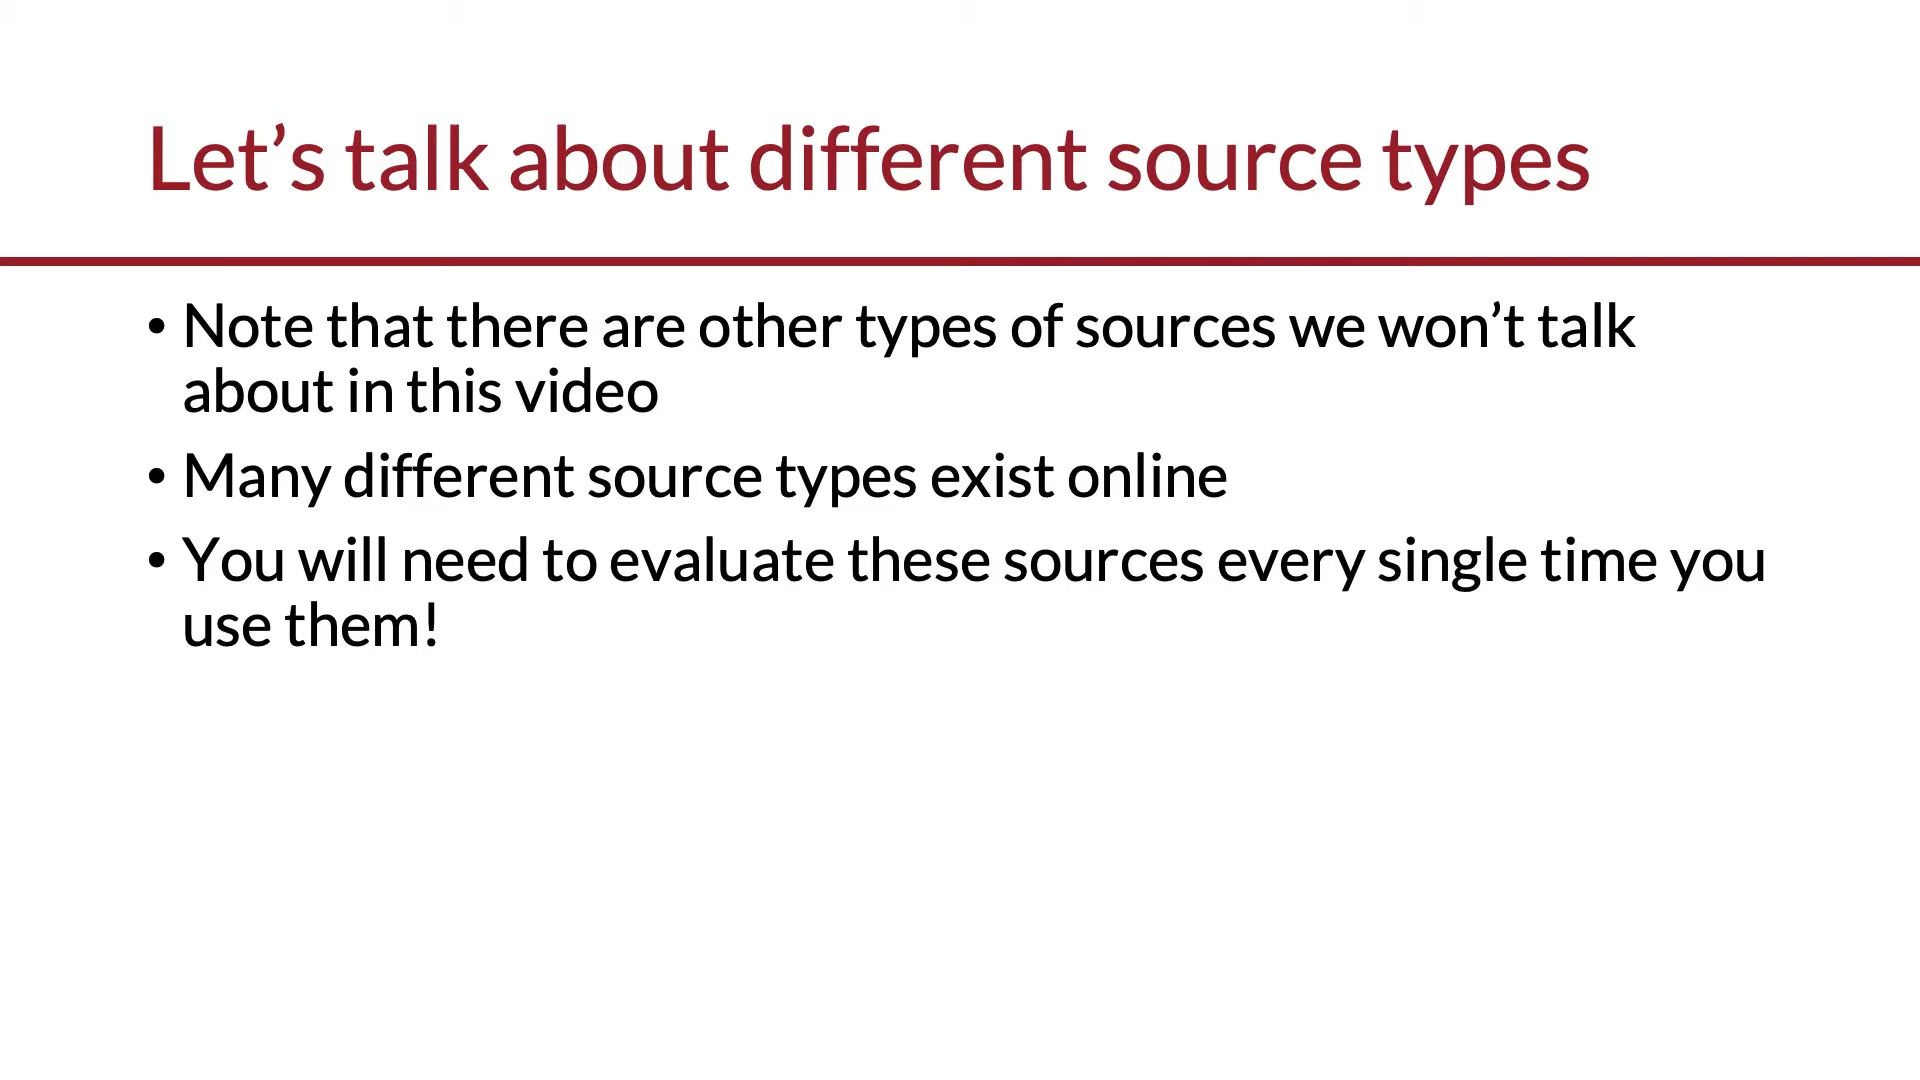 Let’s talk about different source types
• Note that there are other types of sources we won’t talk
about in this video
• Many different source types exist online
• You will need to evaluate these sources every single time you
use them!